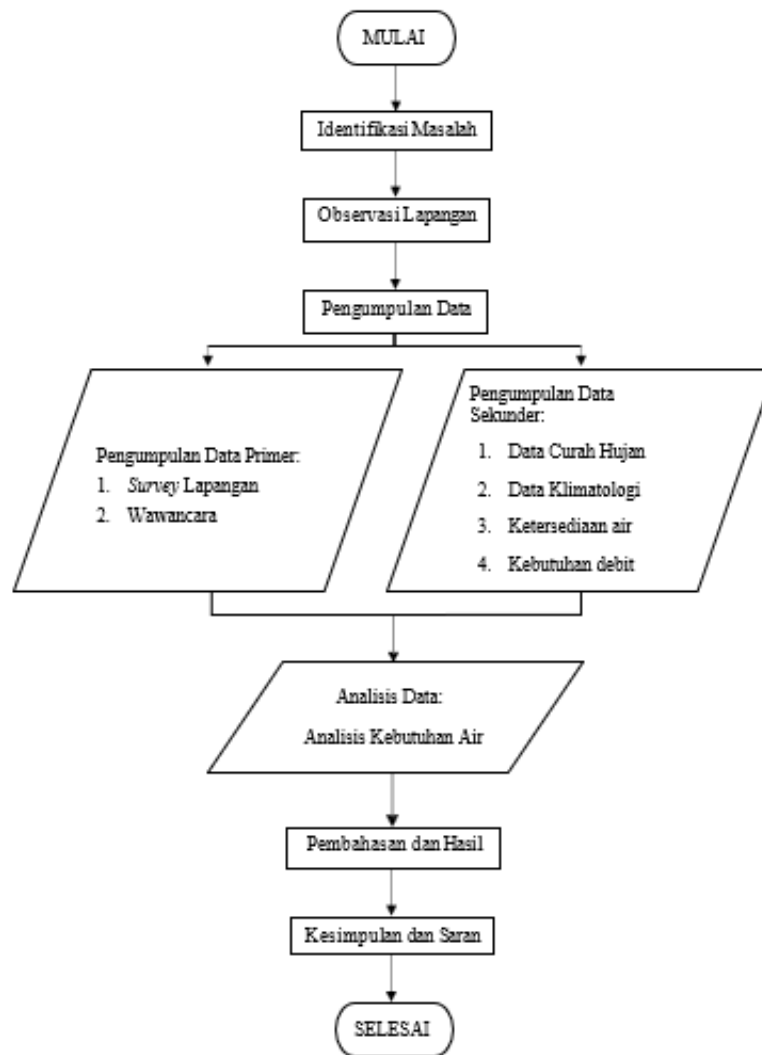 MULAI
Identifikasi Masalah
Observasi Lapangan
Pengumpulan Data
Pengumpulan Data Primer:
1. Survey Lapangan
2. Wawancara
Pengumpulan Data
Sekunder:
1. Data Curah Hujan
2. Data Klimatologi
3. Ketersediaan air
4. Kebutuhan debit
Analisis Data:
Analisis Kebutuhan Air
Pembahasan dan Hasil
Kesimpulan dan Saran
SELESAI